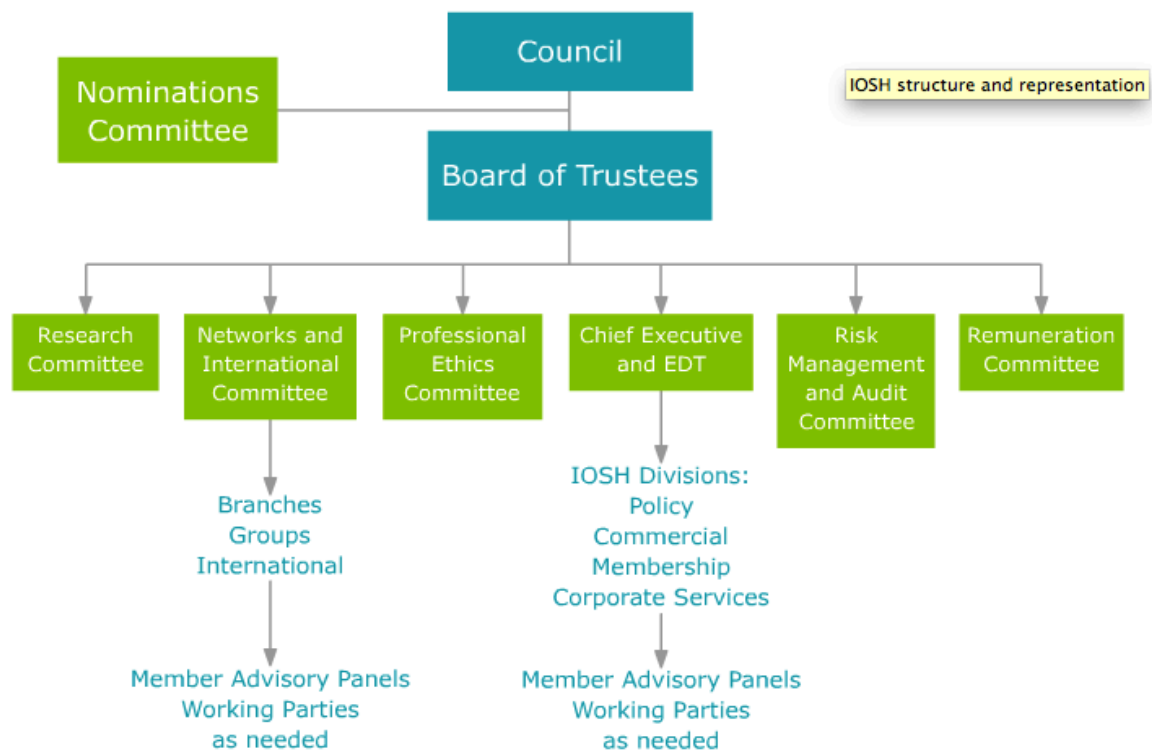 Council
Nominations
Committee
IOSH structure and representation
Board of Trustees
Research
Committee
Networks and
International
Committee
Professional
Ethics
Committee
Chief Executive
and EDT
Risk
Management
and Audit
Committee
Remuneration
Committee
Branches
Groups
International
IOSH Divisions:
Policy
Commercial
Membership
Corporate Services
Member Advisory Panels
Working Parties
as needed
Member Advisory Panels
Working Parties
as needed